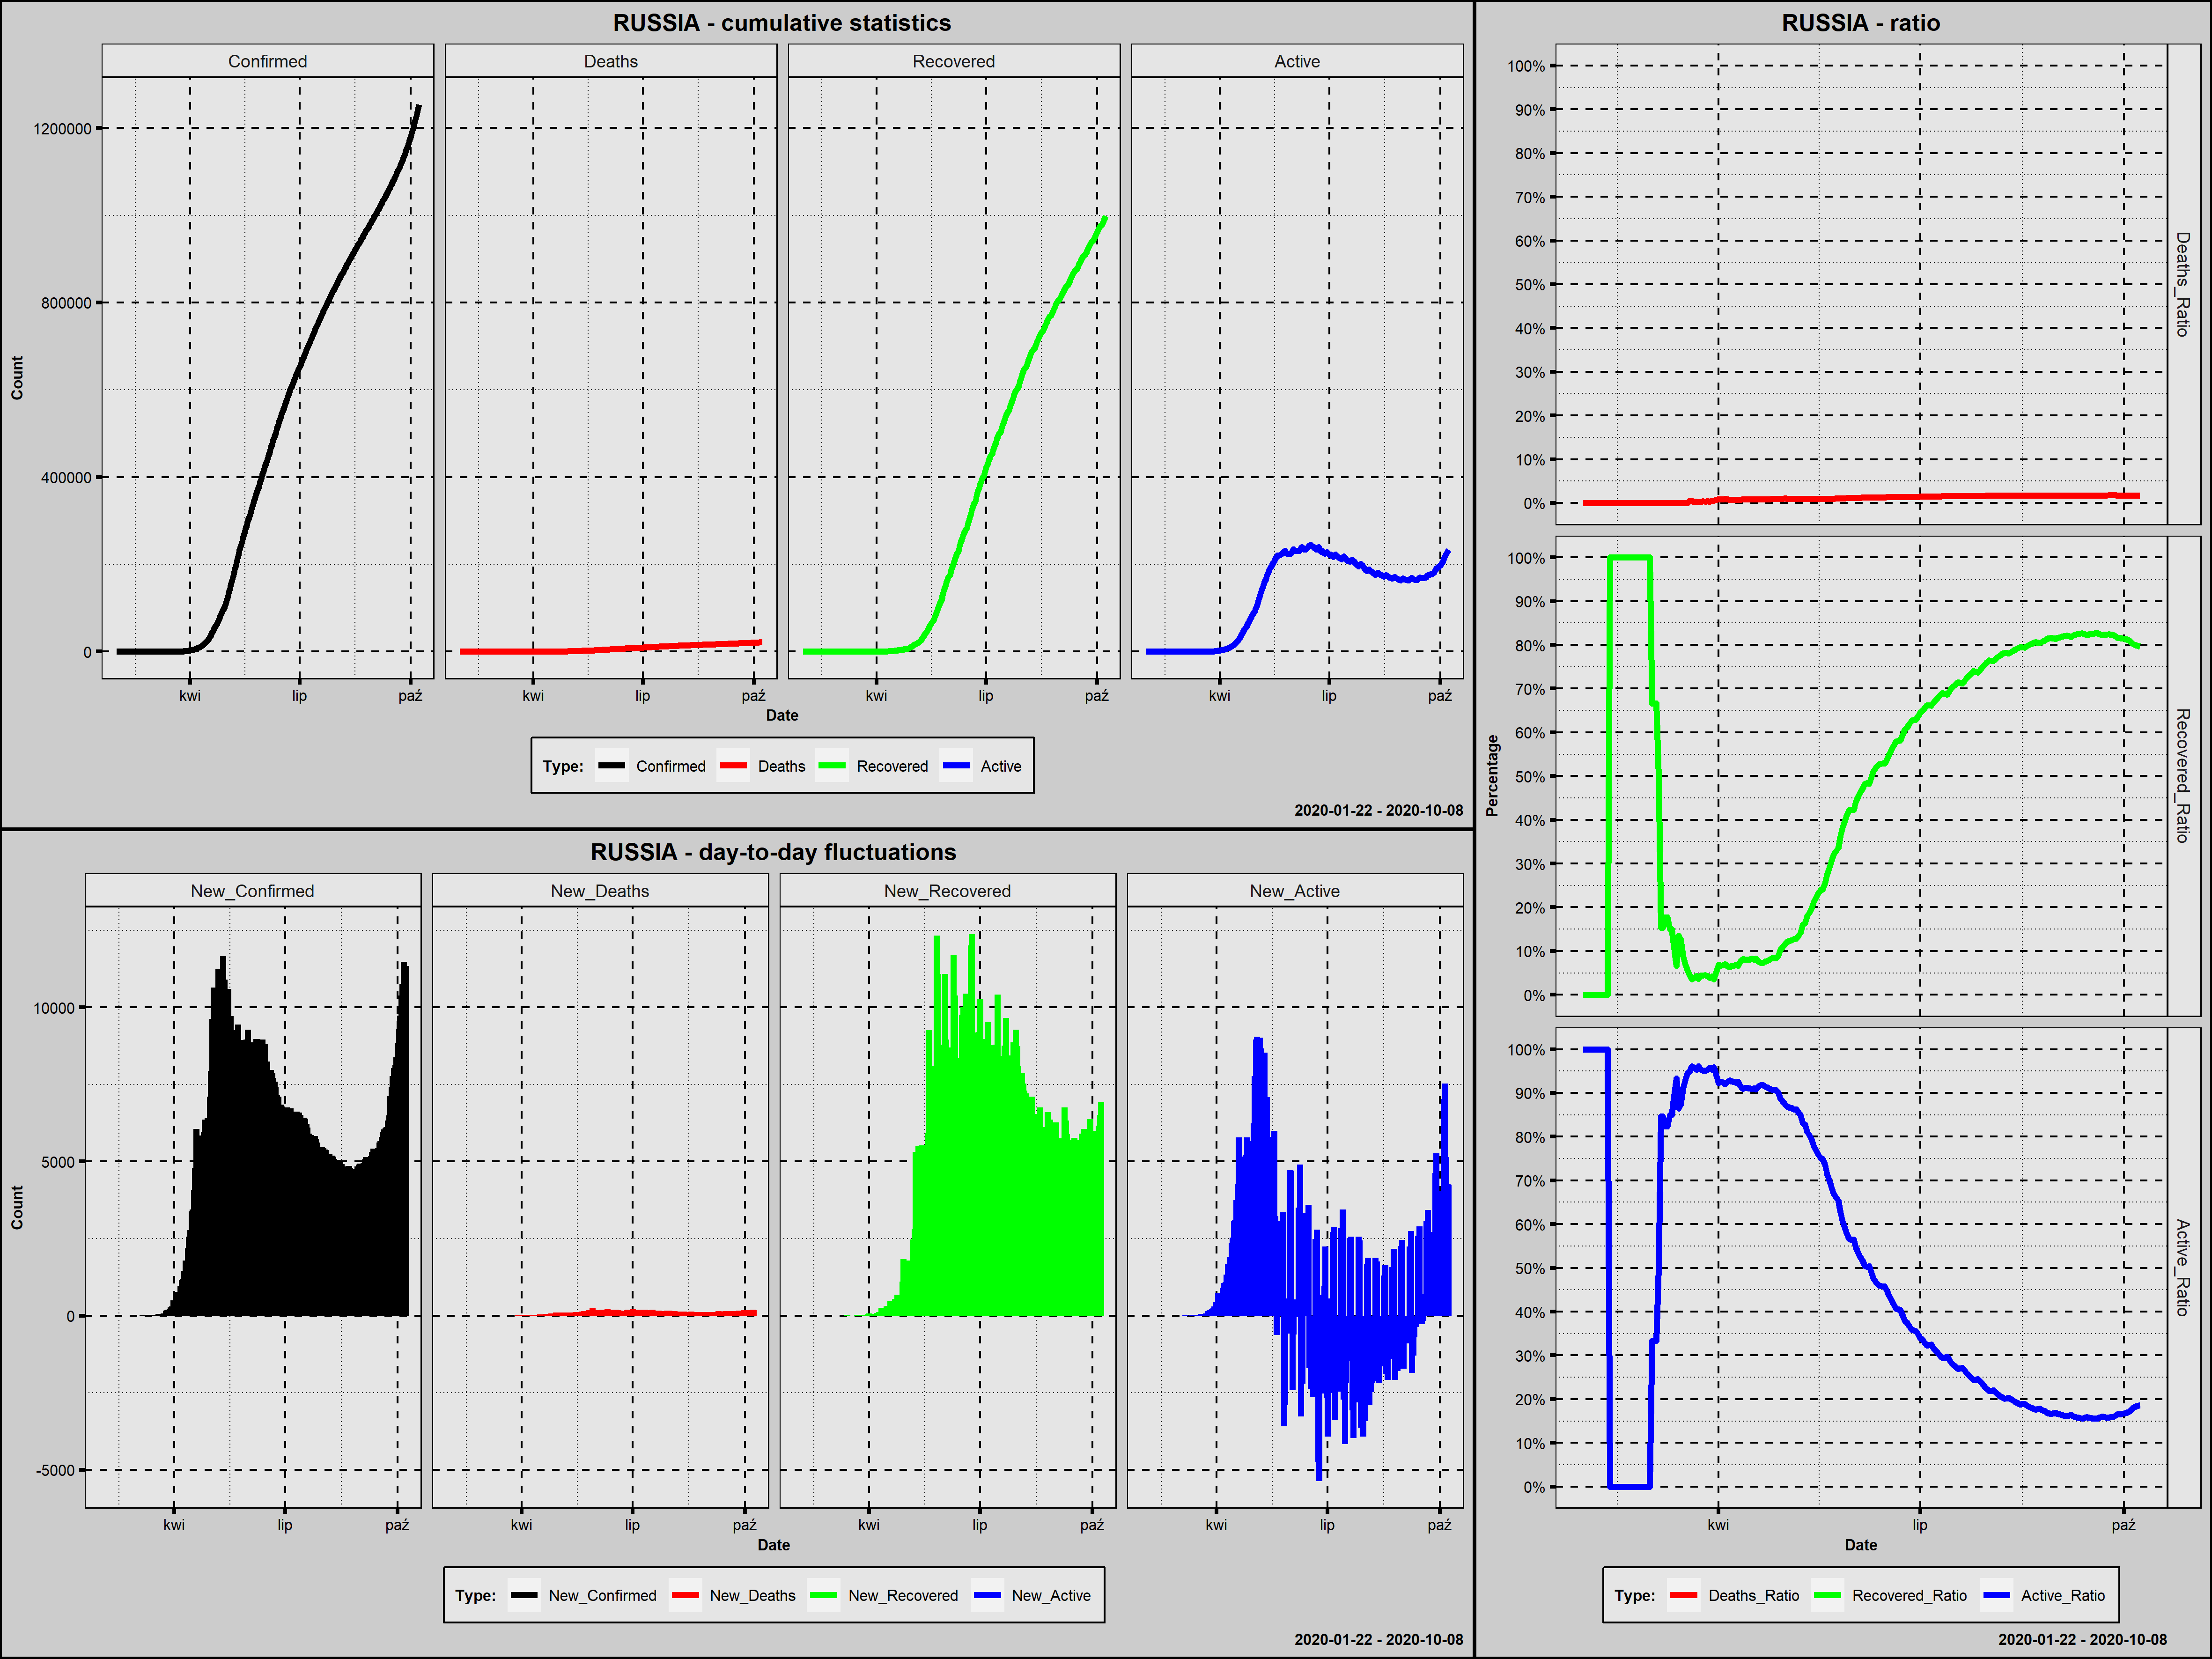 RUSSIA - cumulative statistics
Confirmed Deaths Recovered Active
1200000
800000
400000
0
Count
kwi lip paź kwi lip paź kwi lip paź kwi lip paź
Date
Type: Confirmed Deaths Recovered Active
2020-01-22 - 2020-10-08
RUSSIA - day-to-day fluctuations
New_Confirmed New_Deaths New_Recovered New_Active
10000
5000
0
-5000
Count
kwi lip paź kwi lip paź kwi lip paź kwi lip paź
Date
Type: New_Confirmed New_Deaths New_Recovered New_Active
2020-01-22 - 2020-10-08
RUSSIA - ratio
100%
90%
80%
70%
60%
50%
40%
30%
20%
10%
0%
Deaths_Ratio
100%
90%
80%
70%
60%
50%
40%
30%
20%
10%
0%
Recovered_Ratio
Percentage
100%
90%
80%
70%
60%
50%
40%
30%
20%
10%
0%
Active_Ratio
kwi lip paź
Date
Type: Deaths_Ratio Recovered_Ratio Active_Ratio
2020-01-22 - 2020-10-08